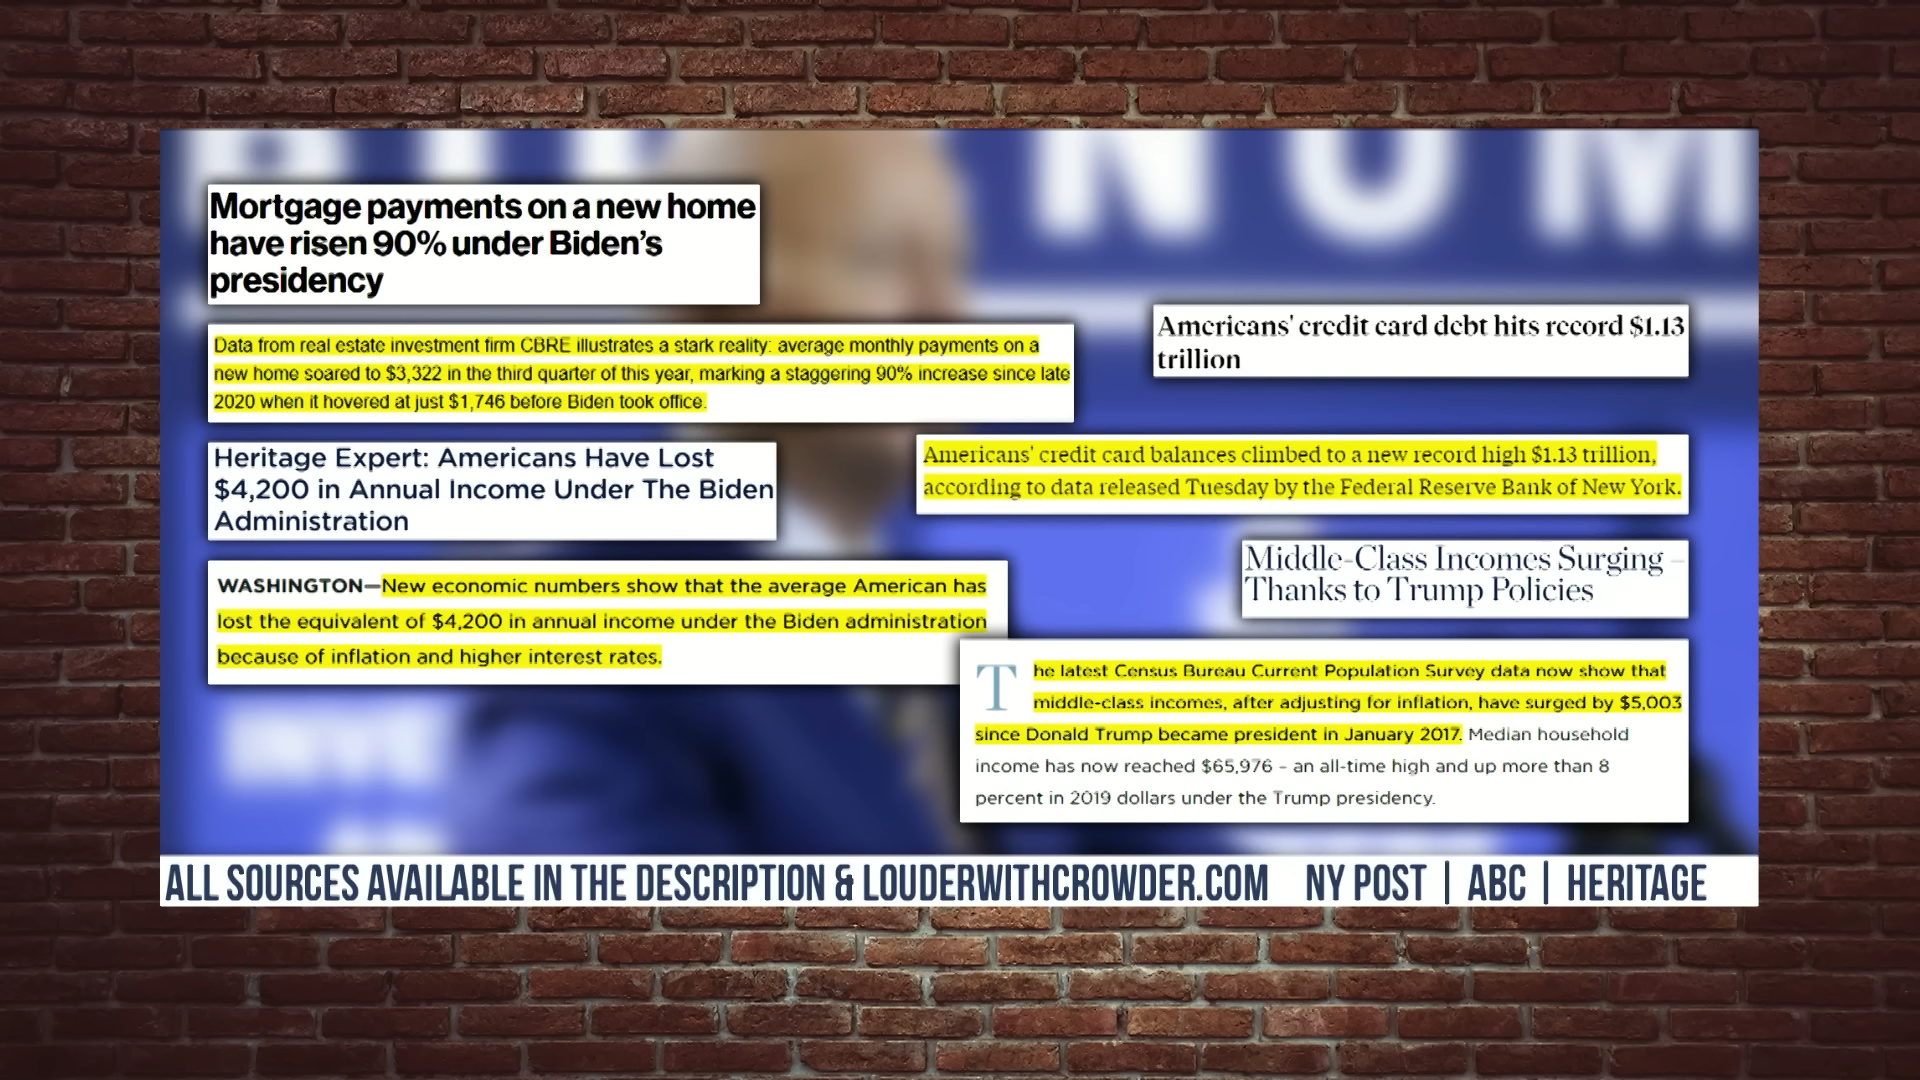 Mortgage payments on a new home
have risen 90% under Biden's
presidency
Data from real estate investment firm CBRE illustrates a stark reality: average monthly payments on a
new home soared to $3,322 in the third quarter of this year, marking a staggering 90% increase since late
2020 when it hovered at just $1,746 before Biden took office.
Heritage Expert: Americans Have Lost
$4,200 in Annual Income Under The Biden
Administration
WASHINGTON—New economic numbers show that the average American has
lost the equivalent of $4,200 in annual income under the Biden administration
because of inflation and higher interest rates.
Americans' credit card debt hits record $1.13
trillion
Americans' credit card balances climbed to a new record high $1.13 trillion,
according to data released Tuesday by the Federal Reserve Bank of New York.
Middle-Class Incomes Surging –
Thanks to Trump Policies
The latest Census Bureau Current Population Survey data now show that
middle-class incomes, after adjusting for inflation, have surged by $5,003
since Donald Trump became president in January 2017. Median household
income has now reached $65,976 – an all-time high and up more than 8
percent in 2019 dollars under the Trump presidency.
ALL SOURCES AVAILABLE IN THE DESCRIPTION & LOUDERWITHCROWDER.COM NY POST | ABC | HERITAGE